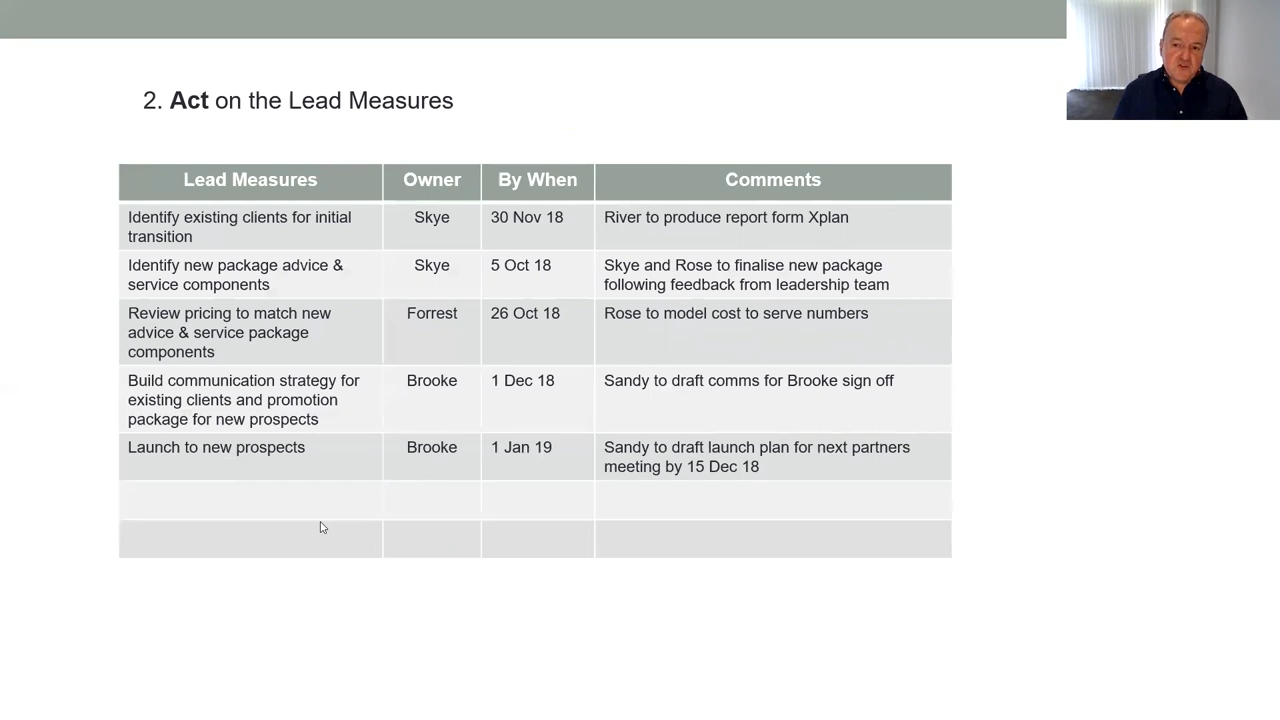 2. Act on the Lead Measures
Lead Measures Owner By When Comments
Identify existing clients for initial Skye 30 Nov 18 River to produce report form Xplan
transition
Identify new package advice & Skye 5 Oct 18 Skye and Rose to finalise new package
service components following feedback from leadership team
Review pricing to match new Forrest 26 Oct 18 Rose to model cost to serve numbers
advice & service package
components
Build communication strategy for Brooke 1 Dec 18 Sandy to draft comms for Brooke sign off
existing clients and promotion
package for new prospects
Launch to new prospects Brooke 1 Jan 19 Sandy to draft launch plan for next partners
meeting by 15 Dec 18